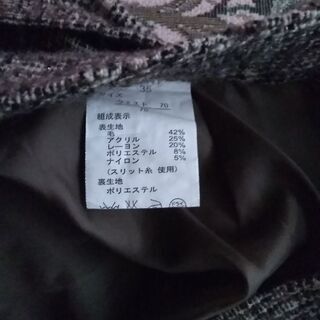 サイズ
ウエスト 70
組成表示
表生地
毛 42%
アクリル 25%
レーヨン 20%
ポリエステル 8%
ナイロン 5%
(スリット糸 使用)
裏生地
ポリエステル